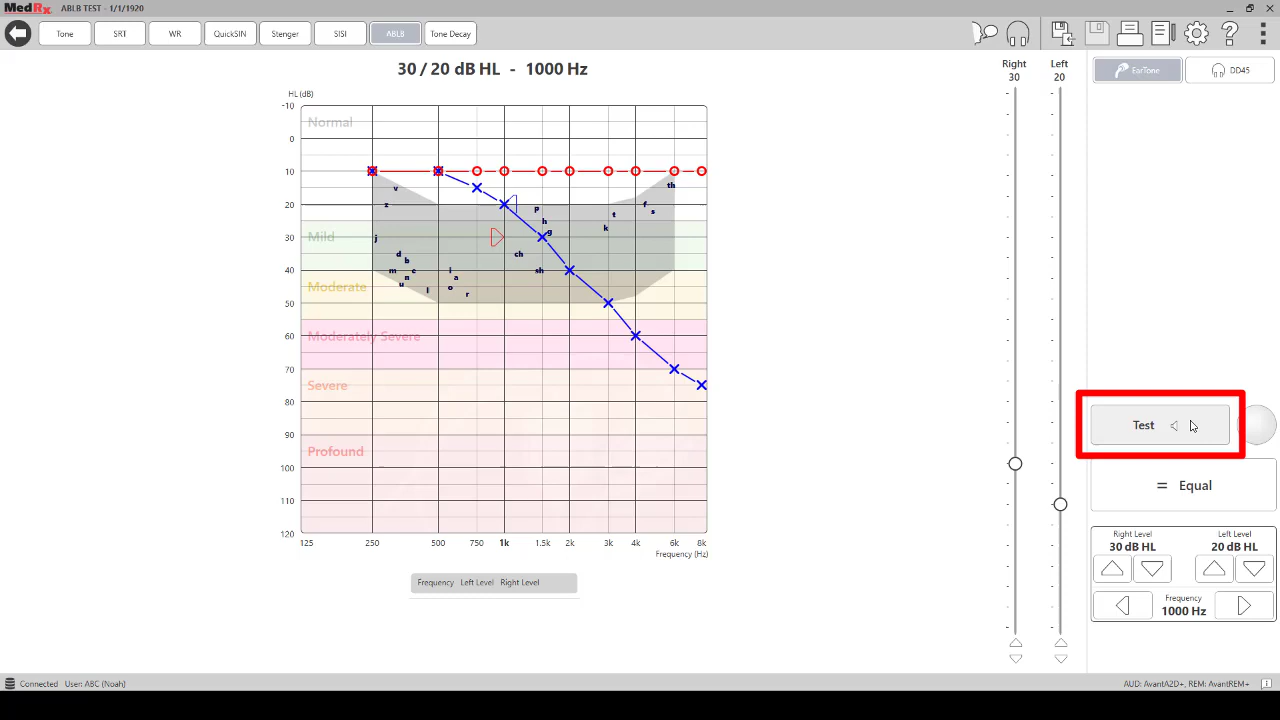 MedRx ABLB TEST - 1/1/1920
Tone SRT WR QuickSIN Stenger SISI ABLB Tone Decay
30 / 20 dB HL - 1000 Hz
Right Left
30 20
EarTone DD45
HL (dB)
-10
Normal
0
10
th
v
z
20
p f s
t
h
k
g
j
Mild 30
d ch
b
40
m c i sh
n a
u
Moderate
l o r
50
Moderately Severe 60
70
Severe
80
90
Profound
100
110
120
125 250 500 750 1k 1.5k 2k 3k 4k 6k 8k
Frequency (Hz)
Frequency Left Level Right Level
Test
= Equal
Right Level Left Level
30 dB HL 20 dB HL
Frequency
1000 Hz
Connected User: ABC (Noah) AUD: AvantA2D+, REM: AvantREM+